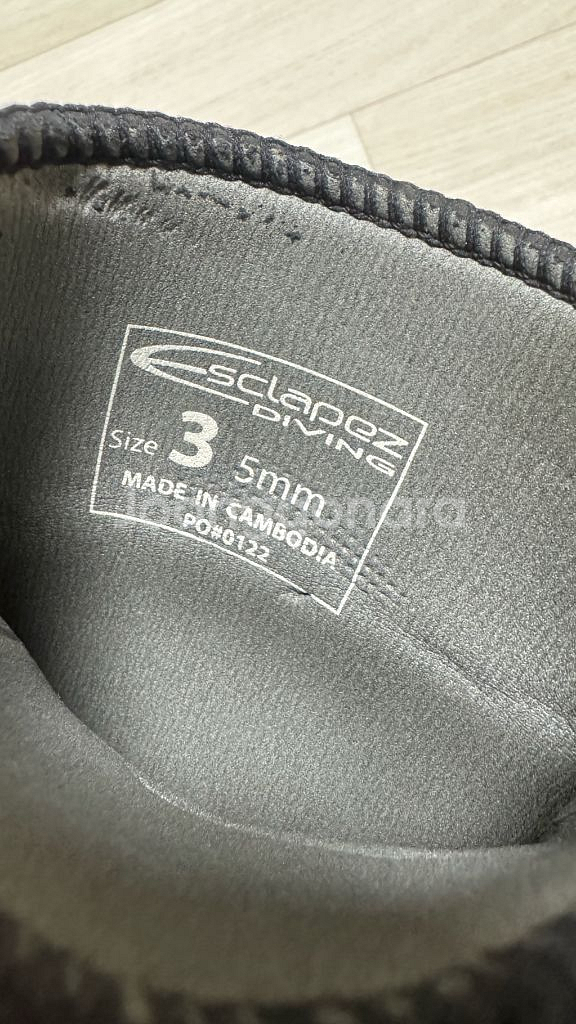 Esclapez
DIVING
Size 3 5mm
MADE IN CAMBODIA
PO#0122